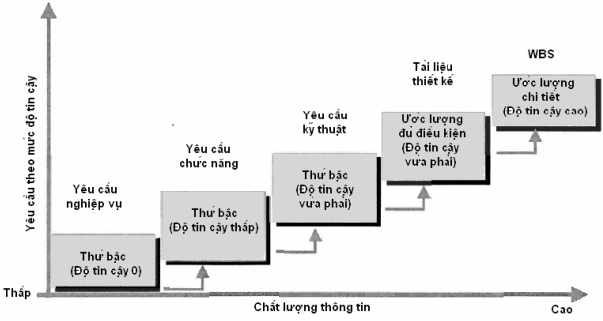 WBS
Tài liệu
thiết kế
Ước lượng
chi tiết
(Độ tin cậy cao)
Yêu cầu
kỹ thuật
Ước lượng
đủ điều kiện
(Độ tin cậy
vừa phải)
Yêu cầu
chức năng
Thứ bậc
(Độ tin cậy
vừa phải)
Yêu cầu
nghiệp vụ
Thứ bậc
(Độ tin cậy thấp)
Thứ bậc
(Độ tin cậy 0)
Yêu cầu theo mức độ tin cậy
Thấp
Chất lượng thông tin
Cao